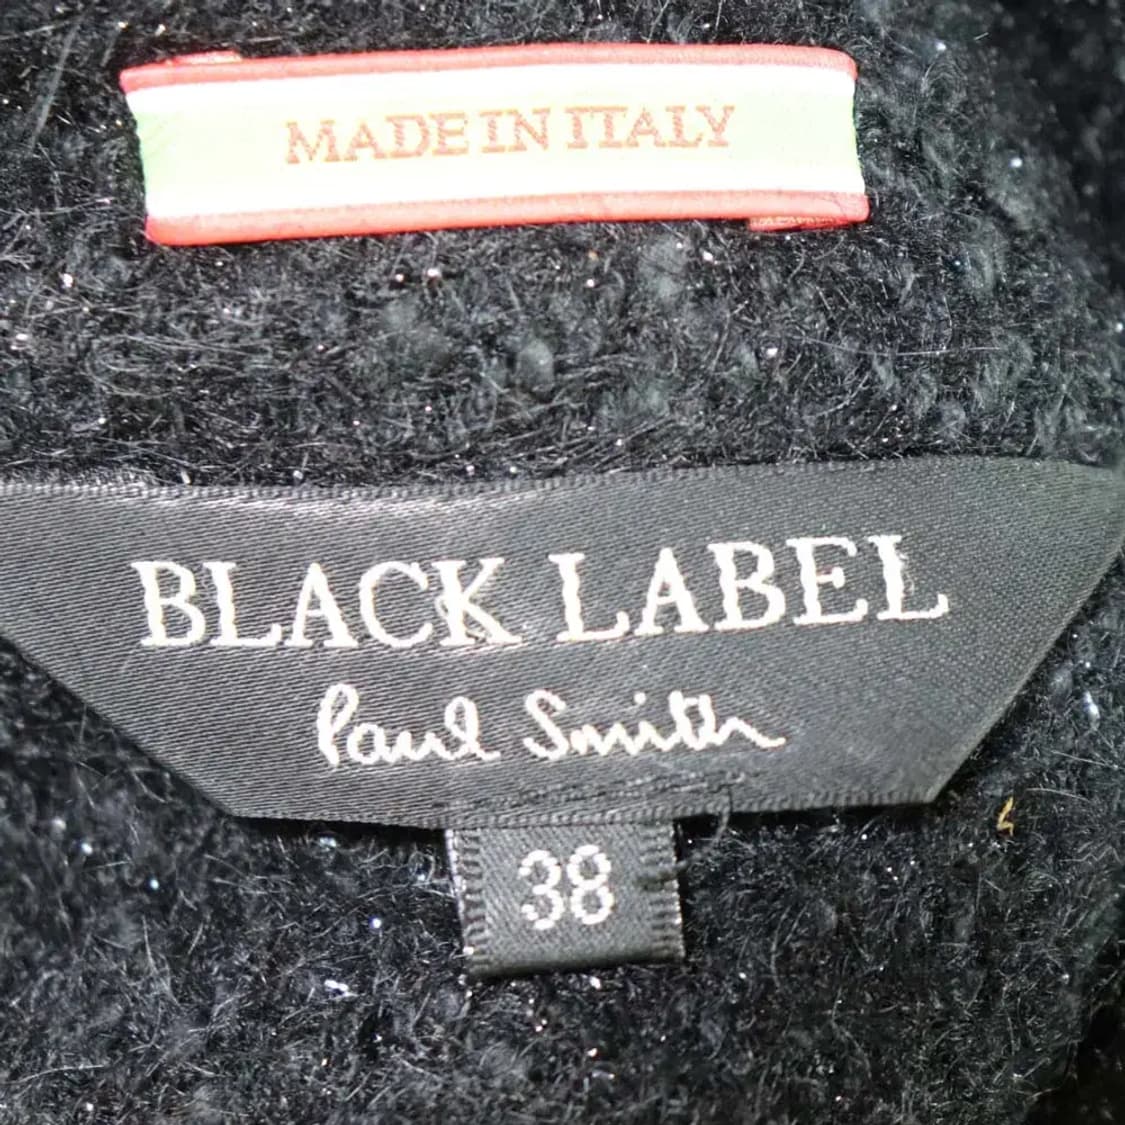 MADE IN ITALY
BLACK LABEL
Paul Smith
38